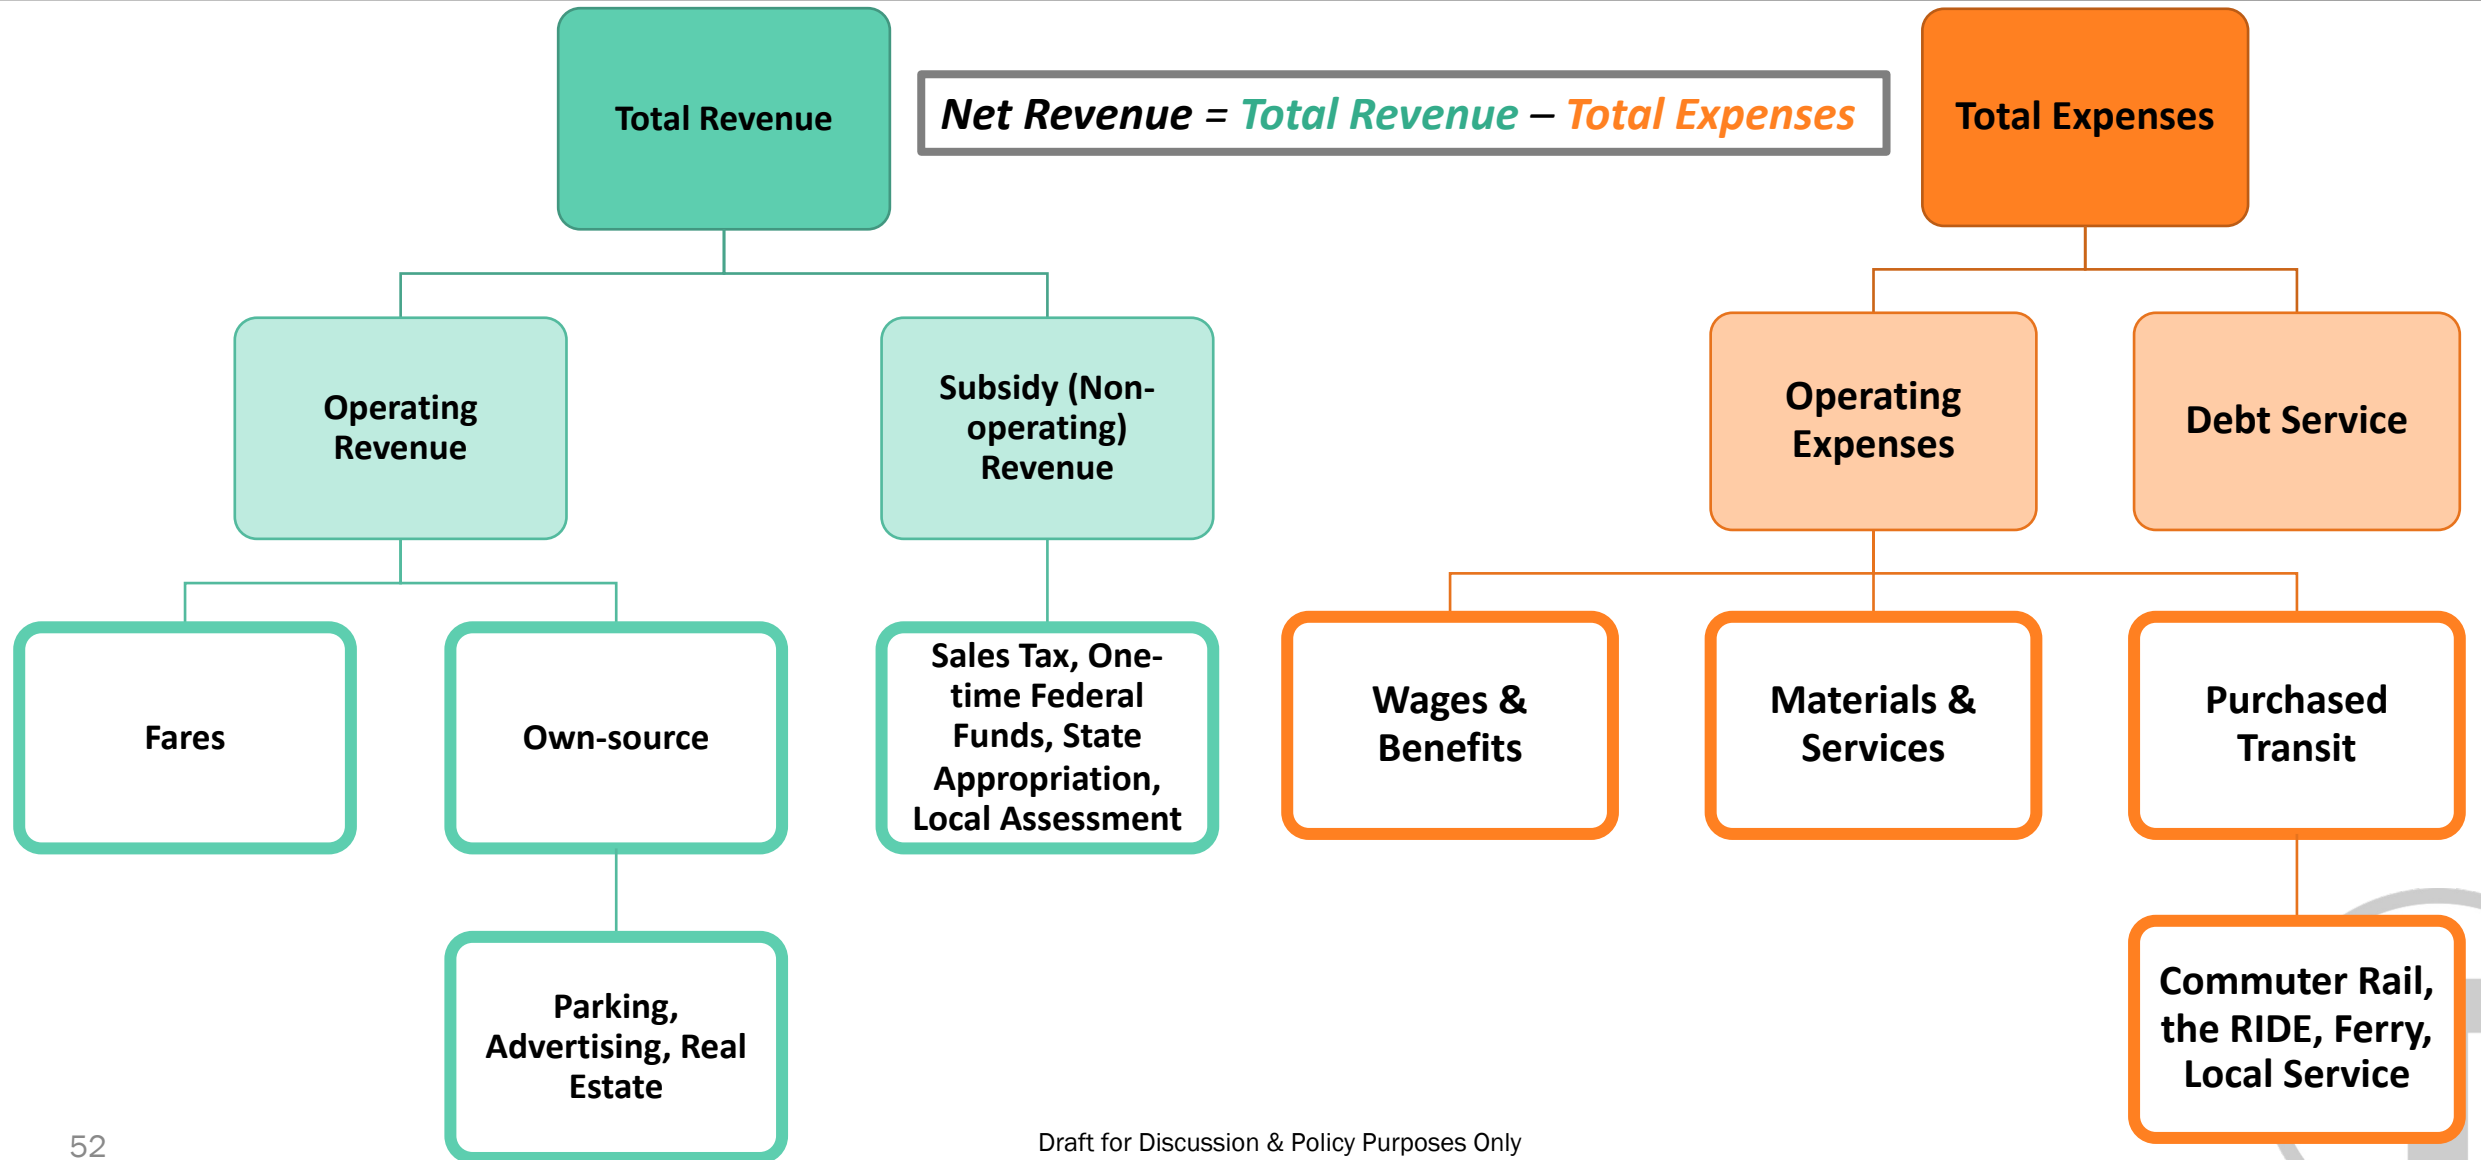 Total Revenue
Net Revenue = Total Revenue – Total Expenses
Total Expenses
Operating
Revenue
Subsidy (Non-
operating)
Revenue
Operating
Expenses
Debt Service
Fares
Own-source
Sales Tax, One-
time Federal
Funds, State
Appropriation,
Local Assessment
Wages &
Benefits
Materials &
Services
Purchased
Transit
Parking,
Advertising, Real
Estate
Commuter Rail,
the RIDE, Ferry,
Local Service
52
Draft for Discussion & Policy Purposes Only